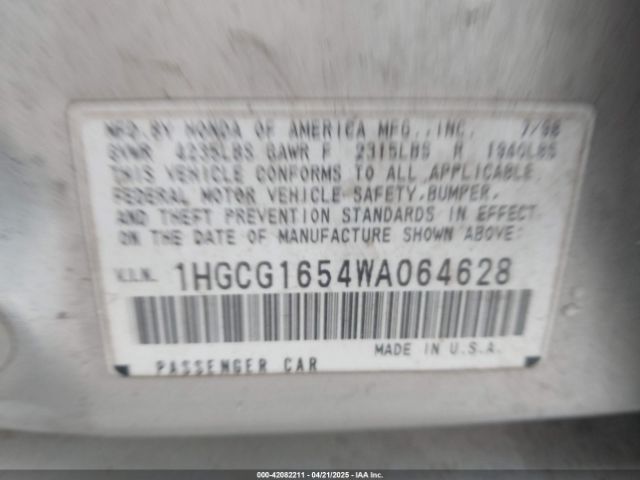 MFD. BY HONDA OF AMERICA MFG., INC. 7/98
GVWR 4235LBS GAWR F 2315LBS R 1940LBS
THIS VEHICLE CONFORMS TO ALL APPLICABLE
FEDERAL MOTOR VEHICLE SAFETY, BUMPER,
AND THEFT PREVENTION STANDARDS IN EFFECT
ON THE DATE OF MANUFACTURE SHOWN ABOVE:
V.I.N. 1HGCG1654WA064628
PASSENGER CAR MADE IN U.S.A.
000-42082211 - 04/21/2025 - IAA Inc.